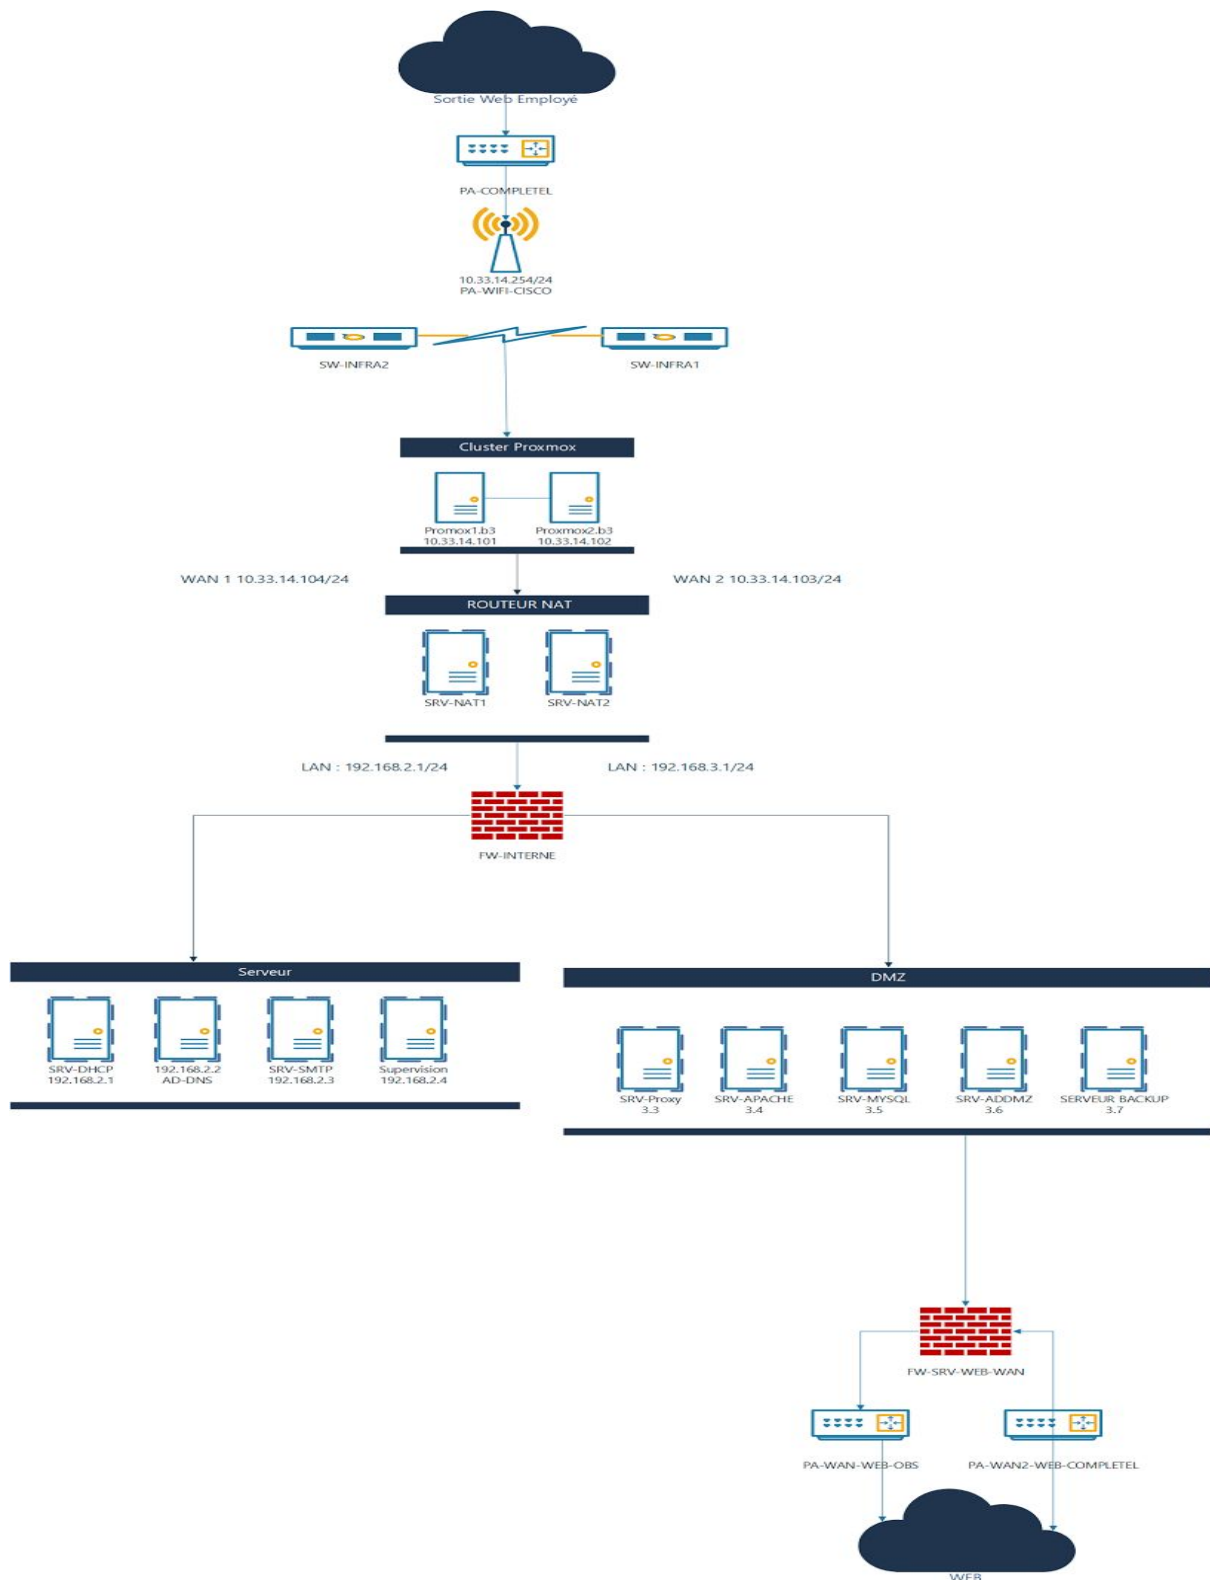 Sortie Web Employé
PA-COMPLETEL
10.33.14.254/24
PA-WIFI-CISCO
SW-INFRA2
SW-INFRA1
Cluster Proxmox
Promox1.b3
10.33.14.101
Proxmox2.b3
10.33.14.102
WAN 1 10.33.14.104/24
WAN 2 10.33.14.103/24
ROUTEUR NAT
SRV-NAT1
SRV-NAT2
LAN : 192.168.2.1/24
LAN : 192.168.3.1/24
FW-INTERNE
Serveur
SRV-DHCP
192.168.2.1
192.168.2.2
AD-DNS
SRV-SMTP
192.168.2.3
Supervision
192.168.2.4
DMZ
SRV-Proxy
3.3
SRV-APACHE
3.4
SRV-MYSQL
3.5
SRV-ADDMZ
3.6
SERVEUR BACKUP
3.7
FW-SRV-WEB-WAN
PA-WAN-WEB-OBS
PA-WAN2-WEB-COMPLETEL
WEB